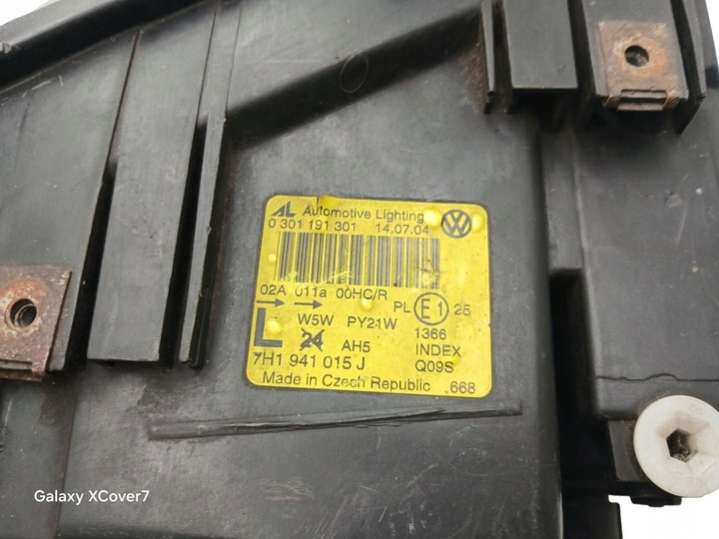 AL Automotive Lighting
0 301 191 301 14.07.04
02A 011a 00HC/R
PL E1 25
W5W PY21W 1366
L 24 AH5 INDEX
7H1 941 015 J Q09S
Made in Czech Republic .668
Galaxy XCover7